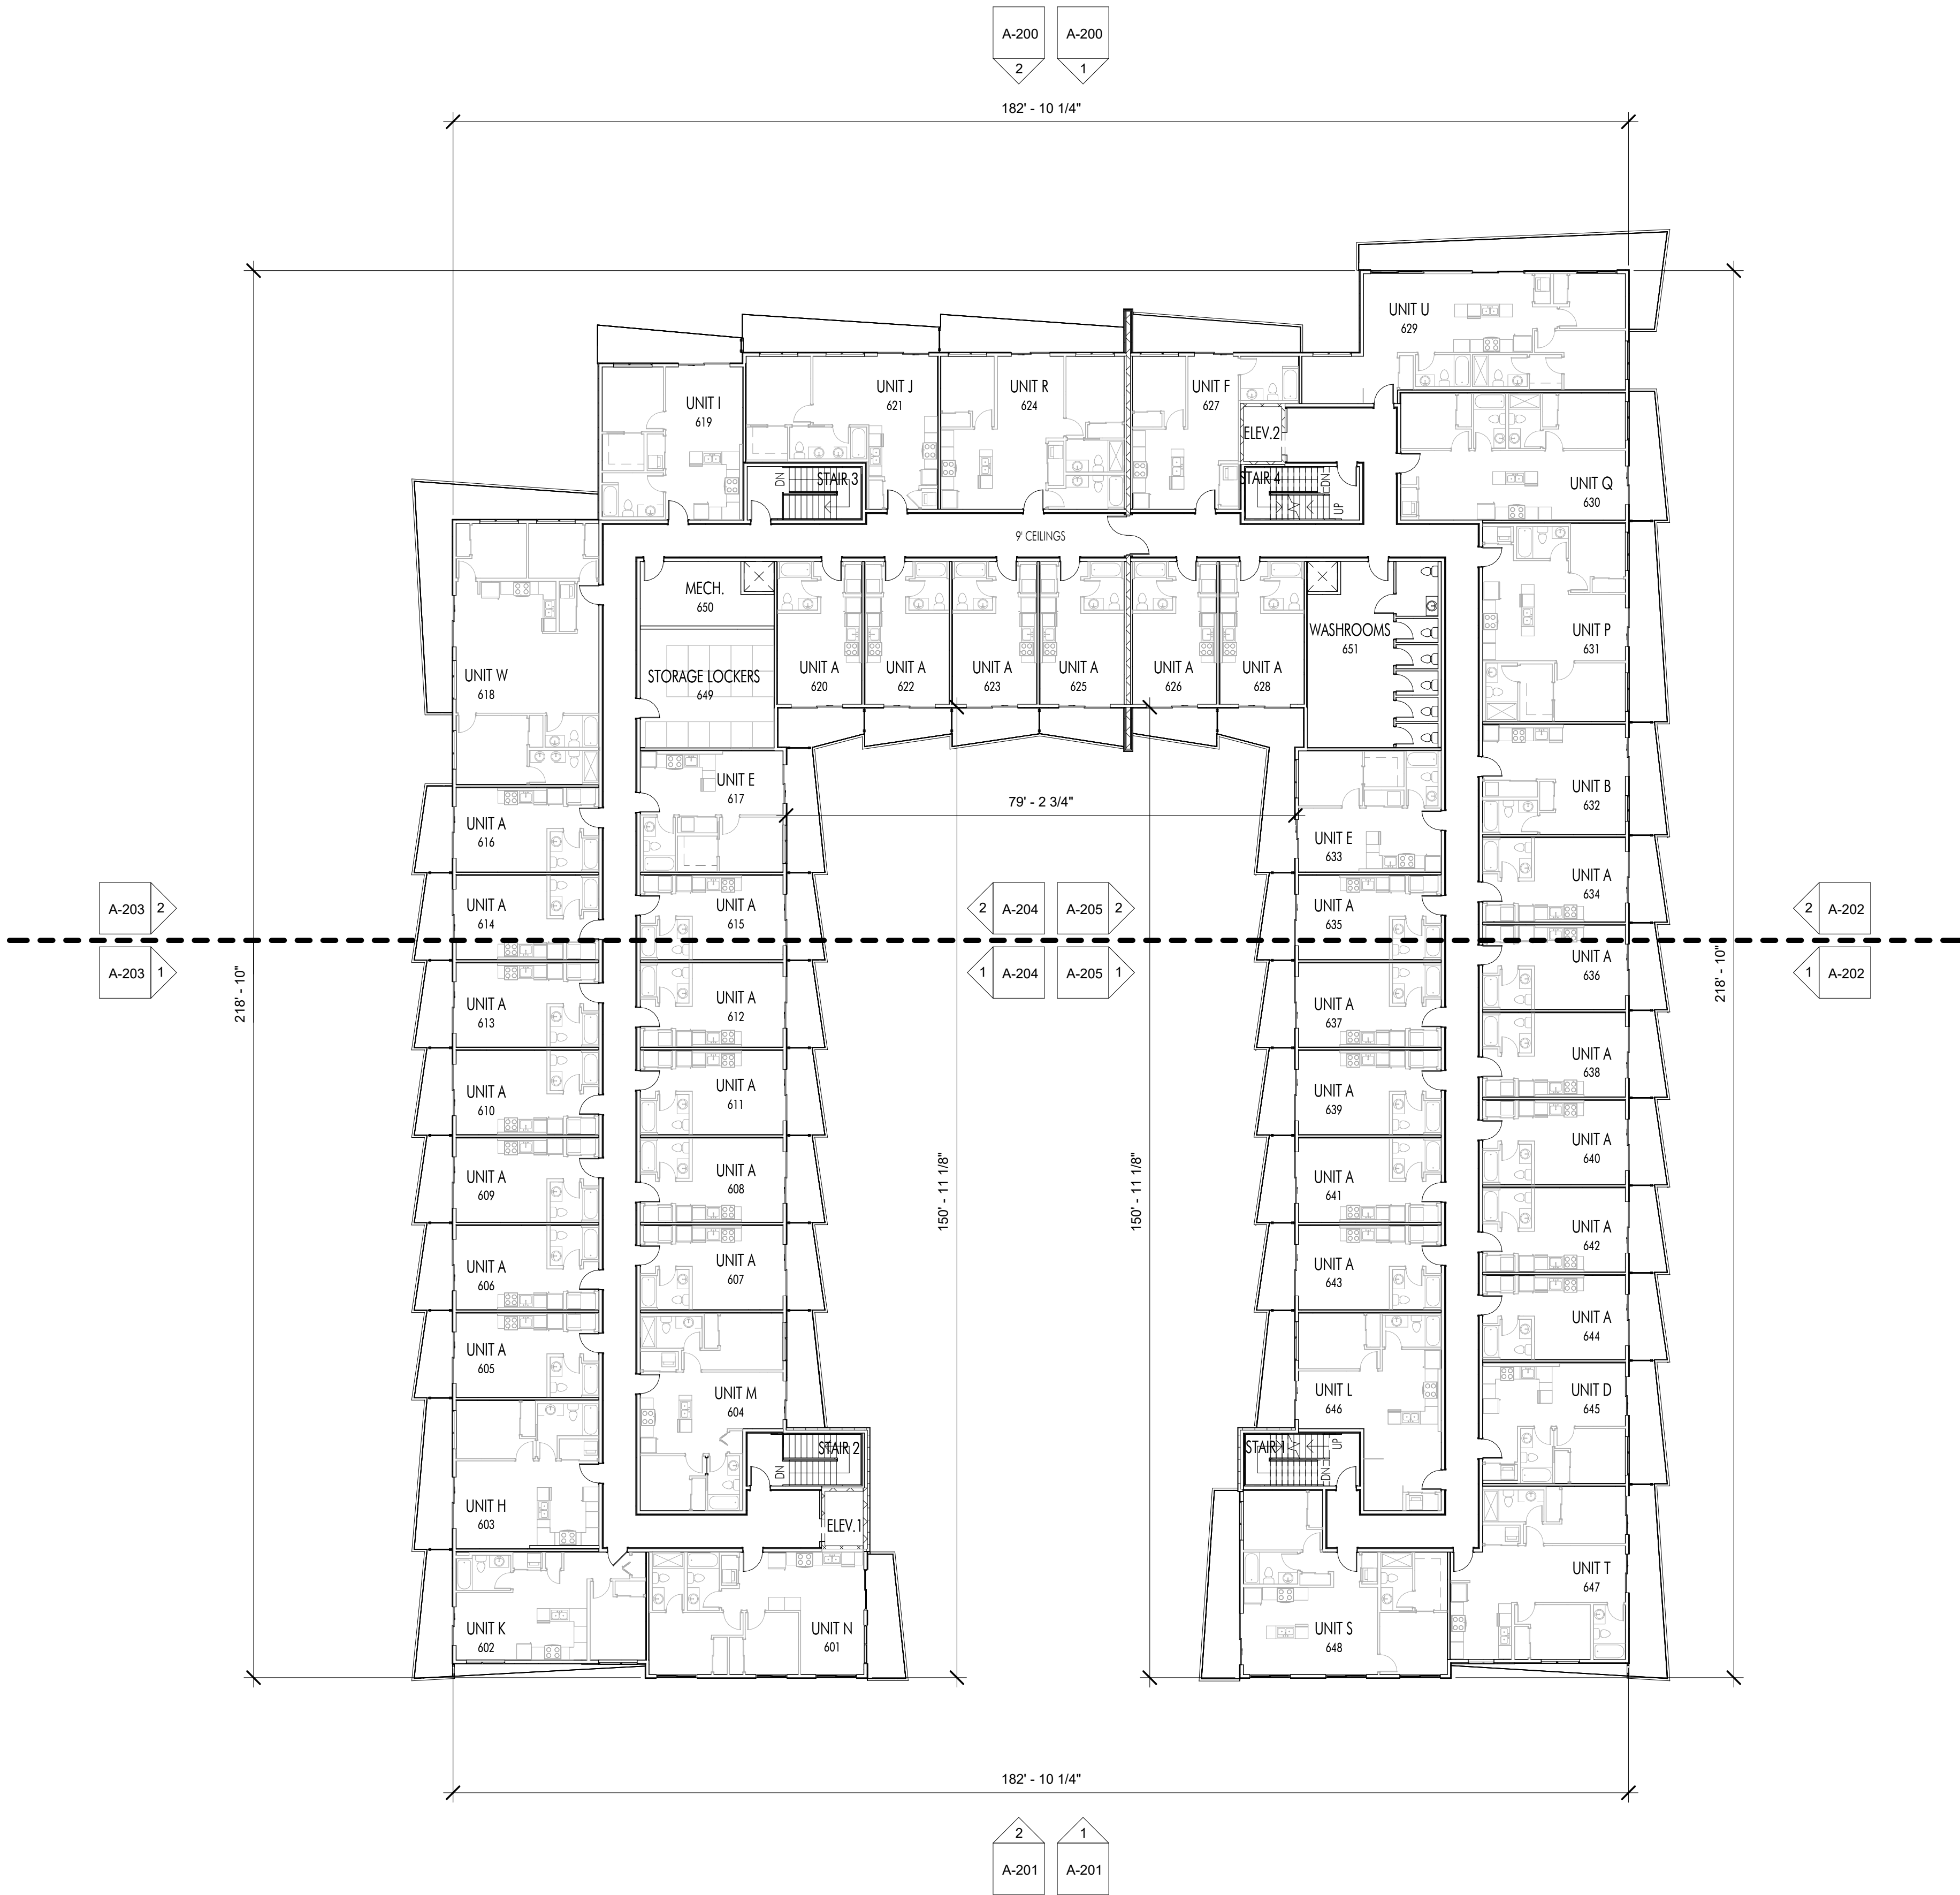 A-200
A-200
2
1
182' - 10 1/4"
UNIT U
629
UNIT J
621
UNIT R
624
UNIT F
627
UNIT I
619
ELEV.2
DN
STAIR 3
STAIR 4
DN
UP
UNIT Q
630
9' CEILINGS
MECH.
650
WASHROOMS
651
UNIT P
631
UNIT W
618
STORAGE LOCKERS
649
UNIT A
620
UNIT A
622
UNIT A
623
UNIT A
625
UNIT A
626
UNIT A
628
UNIT E
617
UNIT B
632
79' - 2 3/4"
UNIT A
616
UNIT E
633
UNIT A
634
UNIT A
614
UNIT A
615
UNIT A
635
A-203
2
2
A-204
A-205
2
2
A-202
A-203
1
1
A-204
A-205
1
1
A-202
218' - 10"
218' - 10"
UNIT A
636
UNIT A
613
UNIT A
612
UNIT A
637
UNIT A
638
UNIT A
610
UNIT A
611
UNIT A
639
UNIT A
640
UNIT A
609
UNIT A
608
150' - 11 1/8"
150' - 11 1/8"
UNIT A
641
UNIT A
642
UNIT A
606
UNIT A
607
UNIT A
643
UNIT A
644
UNIT A
605
UNIT M
604
UNIT L
646
UNIT D
645
STAIR 2
DN
STAIR 1
UP
DN
UNIT H
603
ELEV.1
UNIT T
647
UNIT K
602
UNIT N
601
UNIT S
648
182' - 10 1/4"
2
1
A-201
A-201